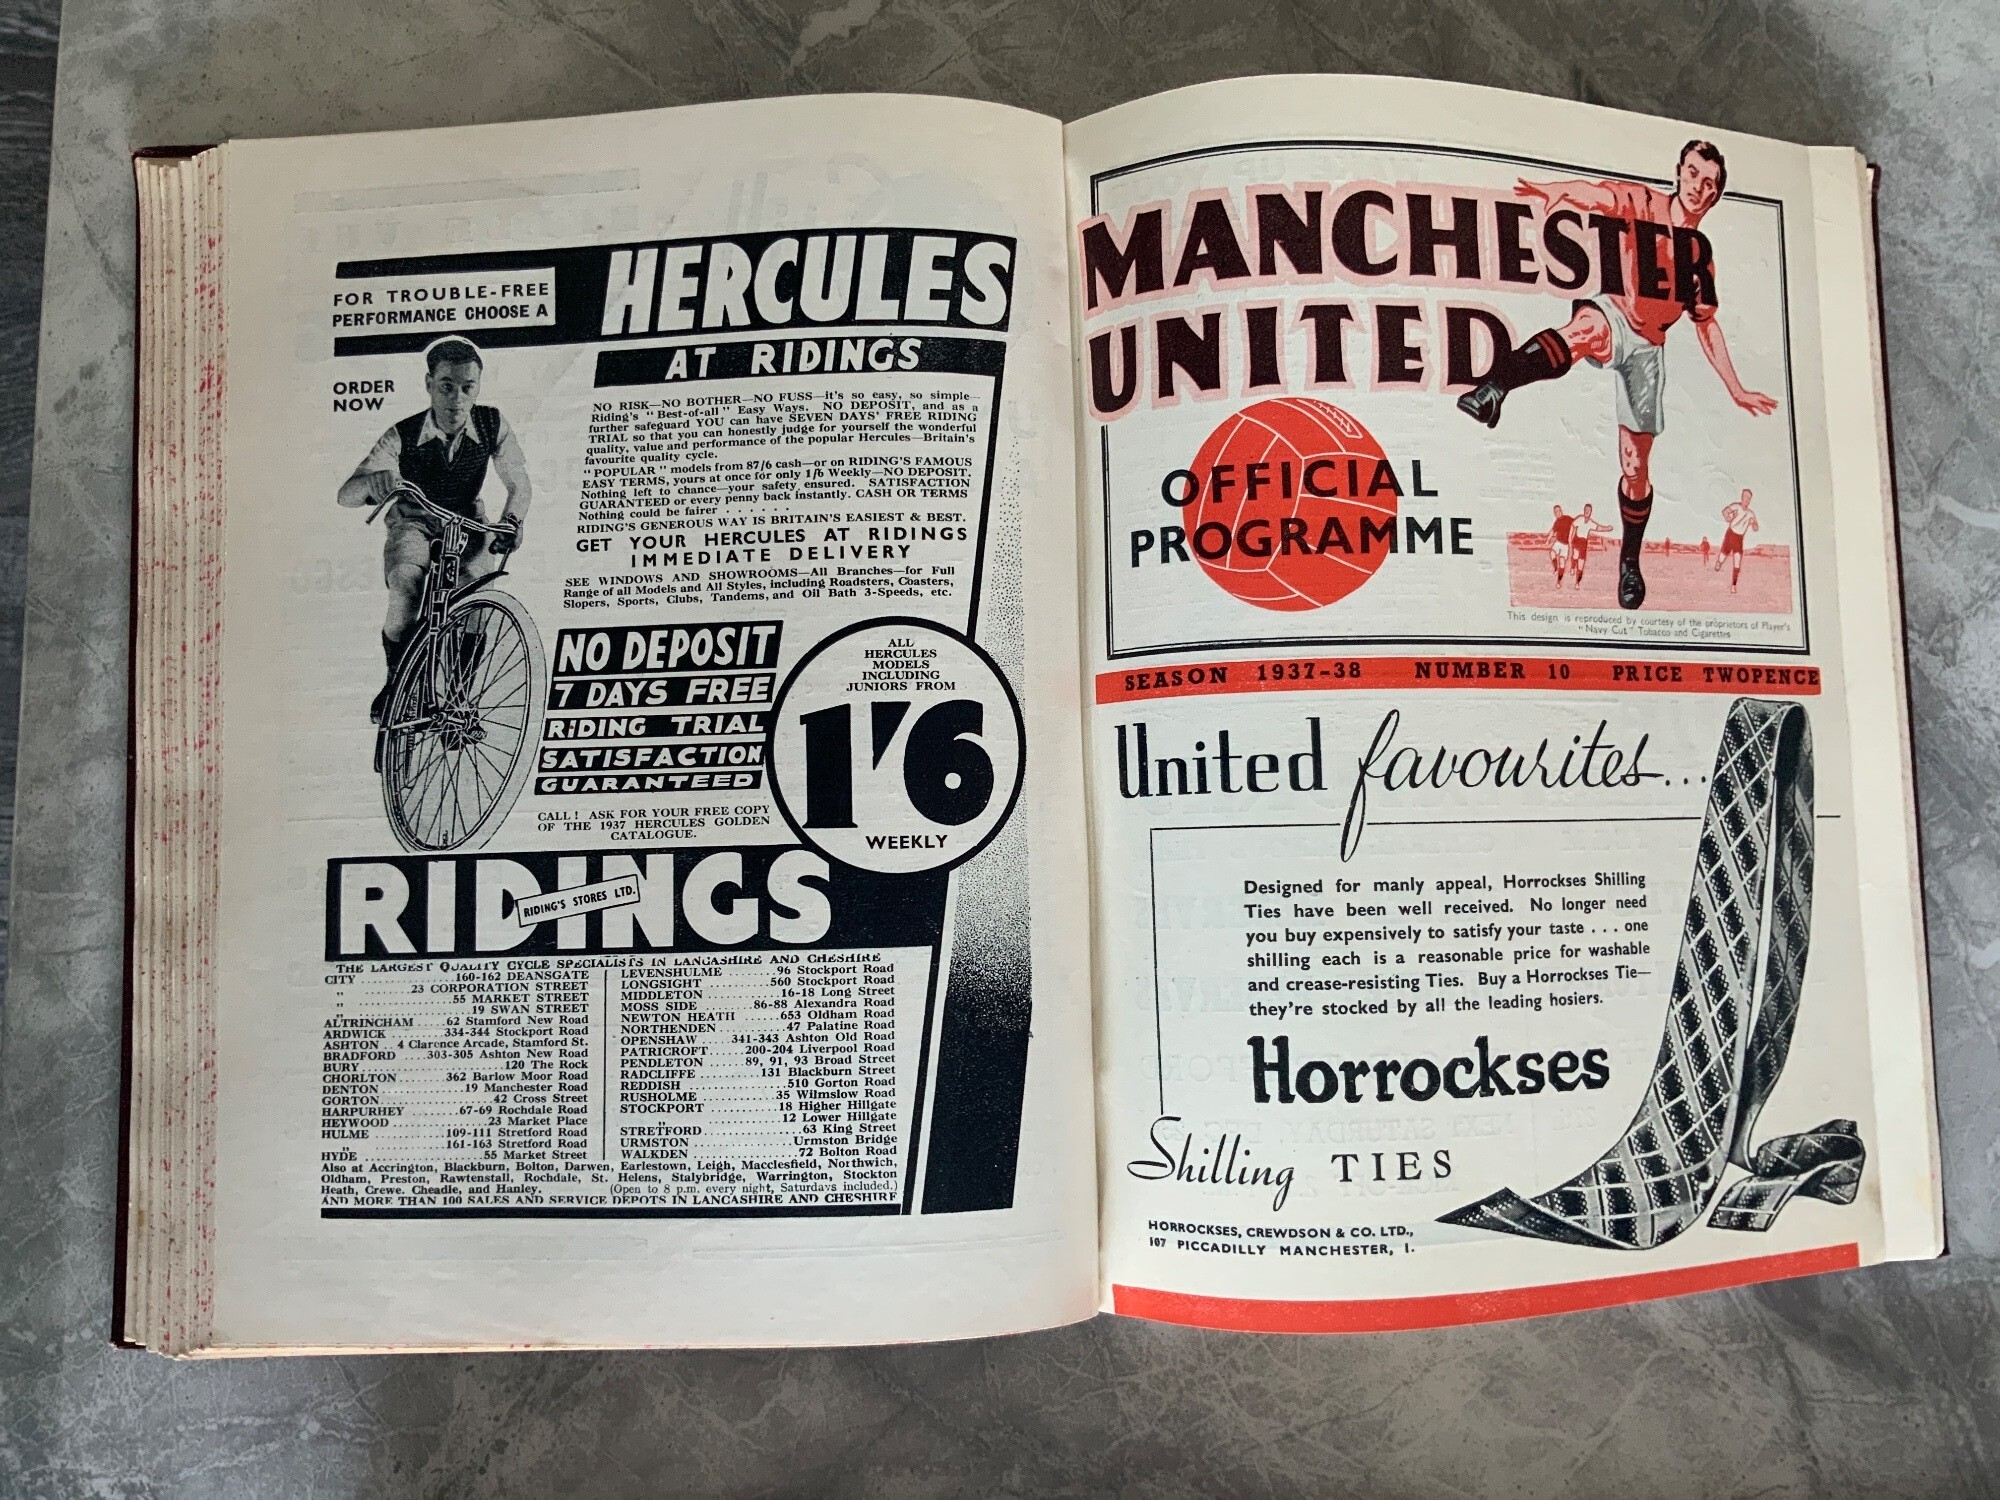 FOR TROUBLE-FREE
PERFORMANCE CHOOSE A
HERCULES
AT RIDINGS
ORDER
NOW
NO RISK—NO BOTHER—NO FUSS—it's so easy, so simple—
Riding's "Best-of-all" Easy Ways. NO DEPOSIT, and as a
further safeguard YOU can have SEVEN DAYS' FREE RIDING
TRIAL so that you can honestly judge for yourself the wonderful
quality, value and performance of the popular Hercules—Britain's
favourite quality cycle.
"POPULAR" models from 87/6 cash—or on RIDING'S FAMOUS
EASY TERMS, yours at once for only 1/6 Weekly—NO DEPOSIT.
Nothing left to chance—your safety ensured. SATISFACTION
GUARANTEED or every penny back instantly. CASH OR TERMS
Nothing could be fairer . . . . . .
RIDING'S GENEROUS WAY IS BRITAIN'S EASIEST & BEST.
GET YOUR HERCULES AT RIDINGS
IMMEDIATE DELIVERY
SEE WINDOWS AND SHOWROOMS—All Branches—for Full
Range of all Models and All Styles, including Roadsters, Coasters,
Slopers, Sports, Clubs, Tandems, and Oil Bath 3-Speeds, etc.
NO DEPOSIT
7 DAYS FREE
RIDING TRIAL
SATISFACTION
GUARANTEED
ALL
HERCULES
MODELS
INCLUDING
JUNIORS FROM
1'6
WEEKLY
CALL! ASK FOR YOUR FREE COPY
OF THE 1937 HERCULES GOLDEN
CATALOGUE.
RIDINGS
RIDING'S STORES LTD.
THE LARGEST QUALITY CYCLE SPECIALISTS IN LANCASHIRE AND CHESHIRE
CITY ..............160-162 DEANSGATE
„ ..........23 CORPORATION STREET
„ ................55 MARKET STREET
„ ...................19 SWAN STREET
ALTRINCHAM .....62 Stamford New Road
ARDWICK .........334-344 Stockport Road
ASHTON ..4 Clarence Arcade, Stamford St.
BRADFORD ....303-305 Ashton New Road
BURY.........................120 The Rock
CHORLTON.......362 Barlow Moor Road
DENTON.............19 Manchester Road
GORTON...................42 Cross Street
HARPURHEY .......67-69 Rochdale Road
HEYWOOD ................23 Market Place
HULME ..........109-111 Stretford Road
„ ..............161-163 Stretford Road
HYDE ....................55 Market Street
LEVENSHULME ........96 Stockport Road
LONGSIGHT ..........560 Stockport Road
MIDDLETON ............16-18 Long Street
MOSS SIDE .......86-88 Alexandra Road
NEWTON HEATH ......653 Oldham Road
NORTHENDEN .........47 Palatine Road
OPENSHAW ....341-343 Ashton Old Road
PATRICROFT......200-204 Liverpool Road
PENDLETON .....89, 91, 93 Broad Street
RADCLIFFE .........131 Blackburn Street
REDDISH ...............510 Gorton Road
RUSHOLME ...........35 Wilmslow Road
STOCKPORT ..........18 Higher Hillgate
„ ................12 Lower Hillgate
STRETFORD..............63 King Street
URMSTON .............Urmston Bridge
WALKDEN ..............72 Bolton Road
Also at Accrington, Blackburn, Bolton, Darwen, Earlestown, Leigh, Macclesfield, Northwich,
Oldham, Preston, Rawtenstall, Rochdale, St. Helens, Stalybridge, Warrington, Stockton
Heath, Crewe. Cheadle, and Hanley. (Open to 8 p.m. every night, Saturdays included.)
AND MORE THAN 100 SALES AND SERVICE DEPOTS IN LANCASHIRE AND CHESHIRE
MANCHESTER
UNITED
OFFICIAL
PROGRAMME
This design is reproduced by courtesy of the proprietors of Player's
"Navy Cut" Tobacco and Cigarettes
SEASON 1937-38 NUMBER 10 PRICE TWOPENCE
United favourites...
Designed for manly appeal, Horrockses Shilling
Ties have been well received. No longer need
you buy expensively to satisfy your taste . . . one
shilling each is a reasonable price for washable
and crease-resisting Ties. Buy a Horrockses Tie—
they're stocked by all the leading hosiers.
Horrockses
Shilling TIES
HORROCKSES, CREWDSON & CO. LTD.,
107 PICCADILLY MANCHESTER, 1.